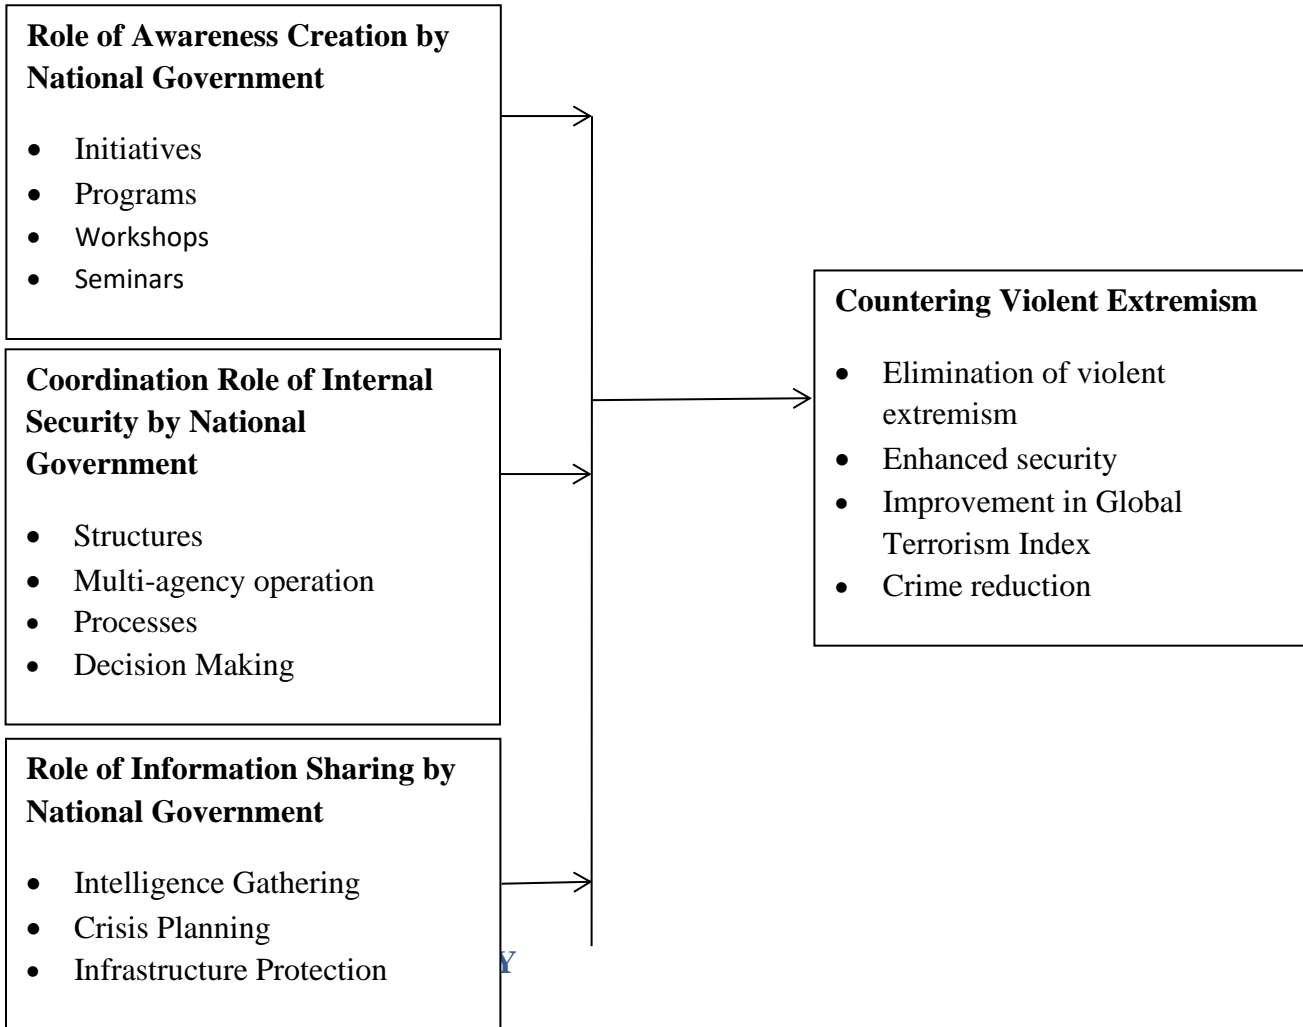 Role of Awareness Creation by
National Government
• Initiatives
• Programs
• Workshops
• Seminars
Coordination Role of Internal
Security by National
Government
• Structures
• Multi-agency operation
• Processes
• Decision Making
Role of Information Sharing by
National Government
• Intelligence Gathering
• Crisis Planning
• Infrastructure Protection
Y
Countering Violent Extremism
• Elimination of violent
extremism
• Enhanced security
• Improvement in Global
Terrorism Index
• Crime reduction